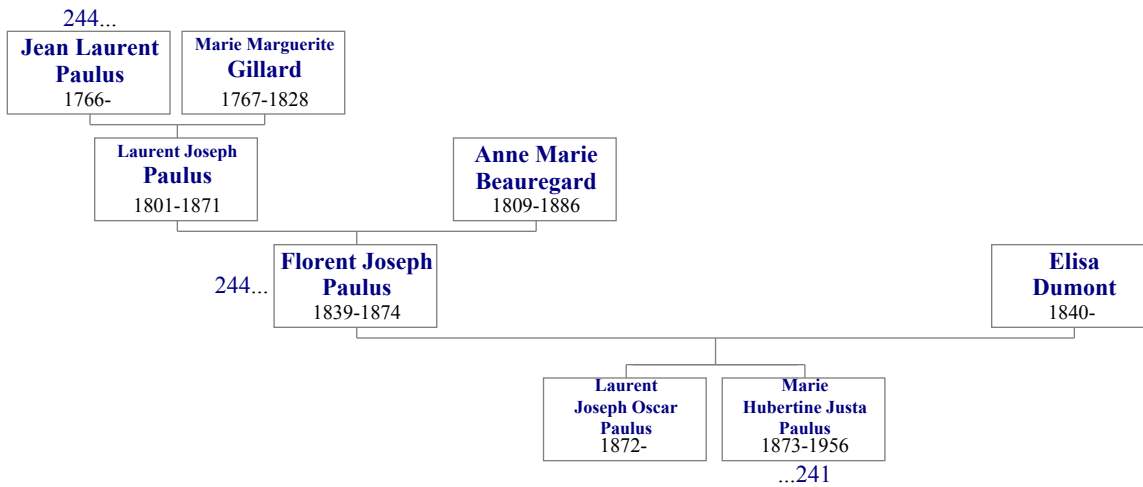 244...
Jean Laurent
Paulus
1766-
Marie Marguerite
Gillard
1767-1828
Laurent Joseph
Paulus
1801-1871
Anne Marie
Beauregard
1809-1886
244...
Florent Joseph
Paulus
1839-1874
Elisa
Dumont
1840-
Laurent
Joseph Oscar
Paulus
1872-
Marie
Hubertine Justa
Paulus
1873-1956
...241